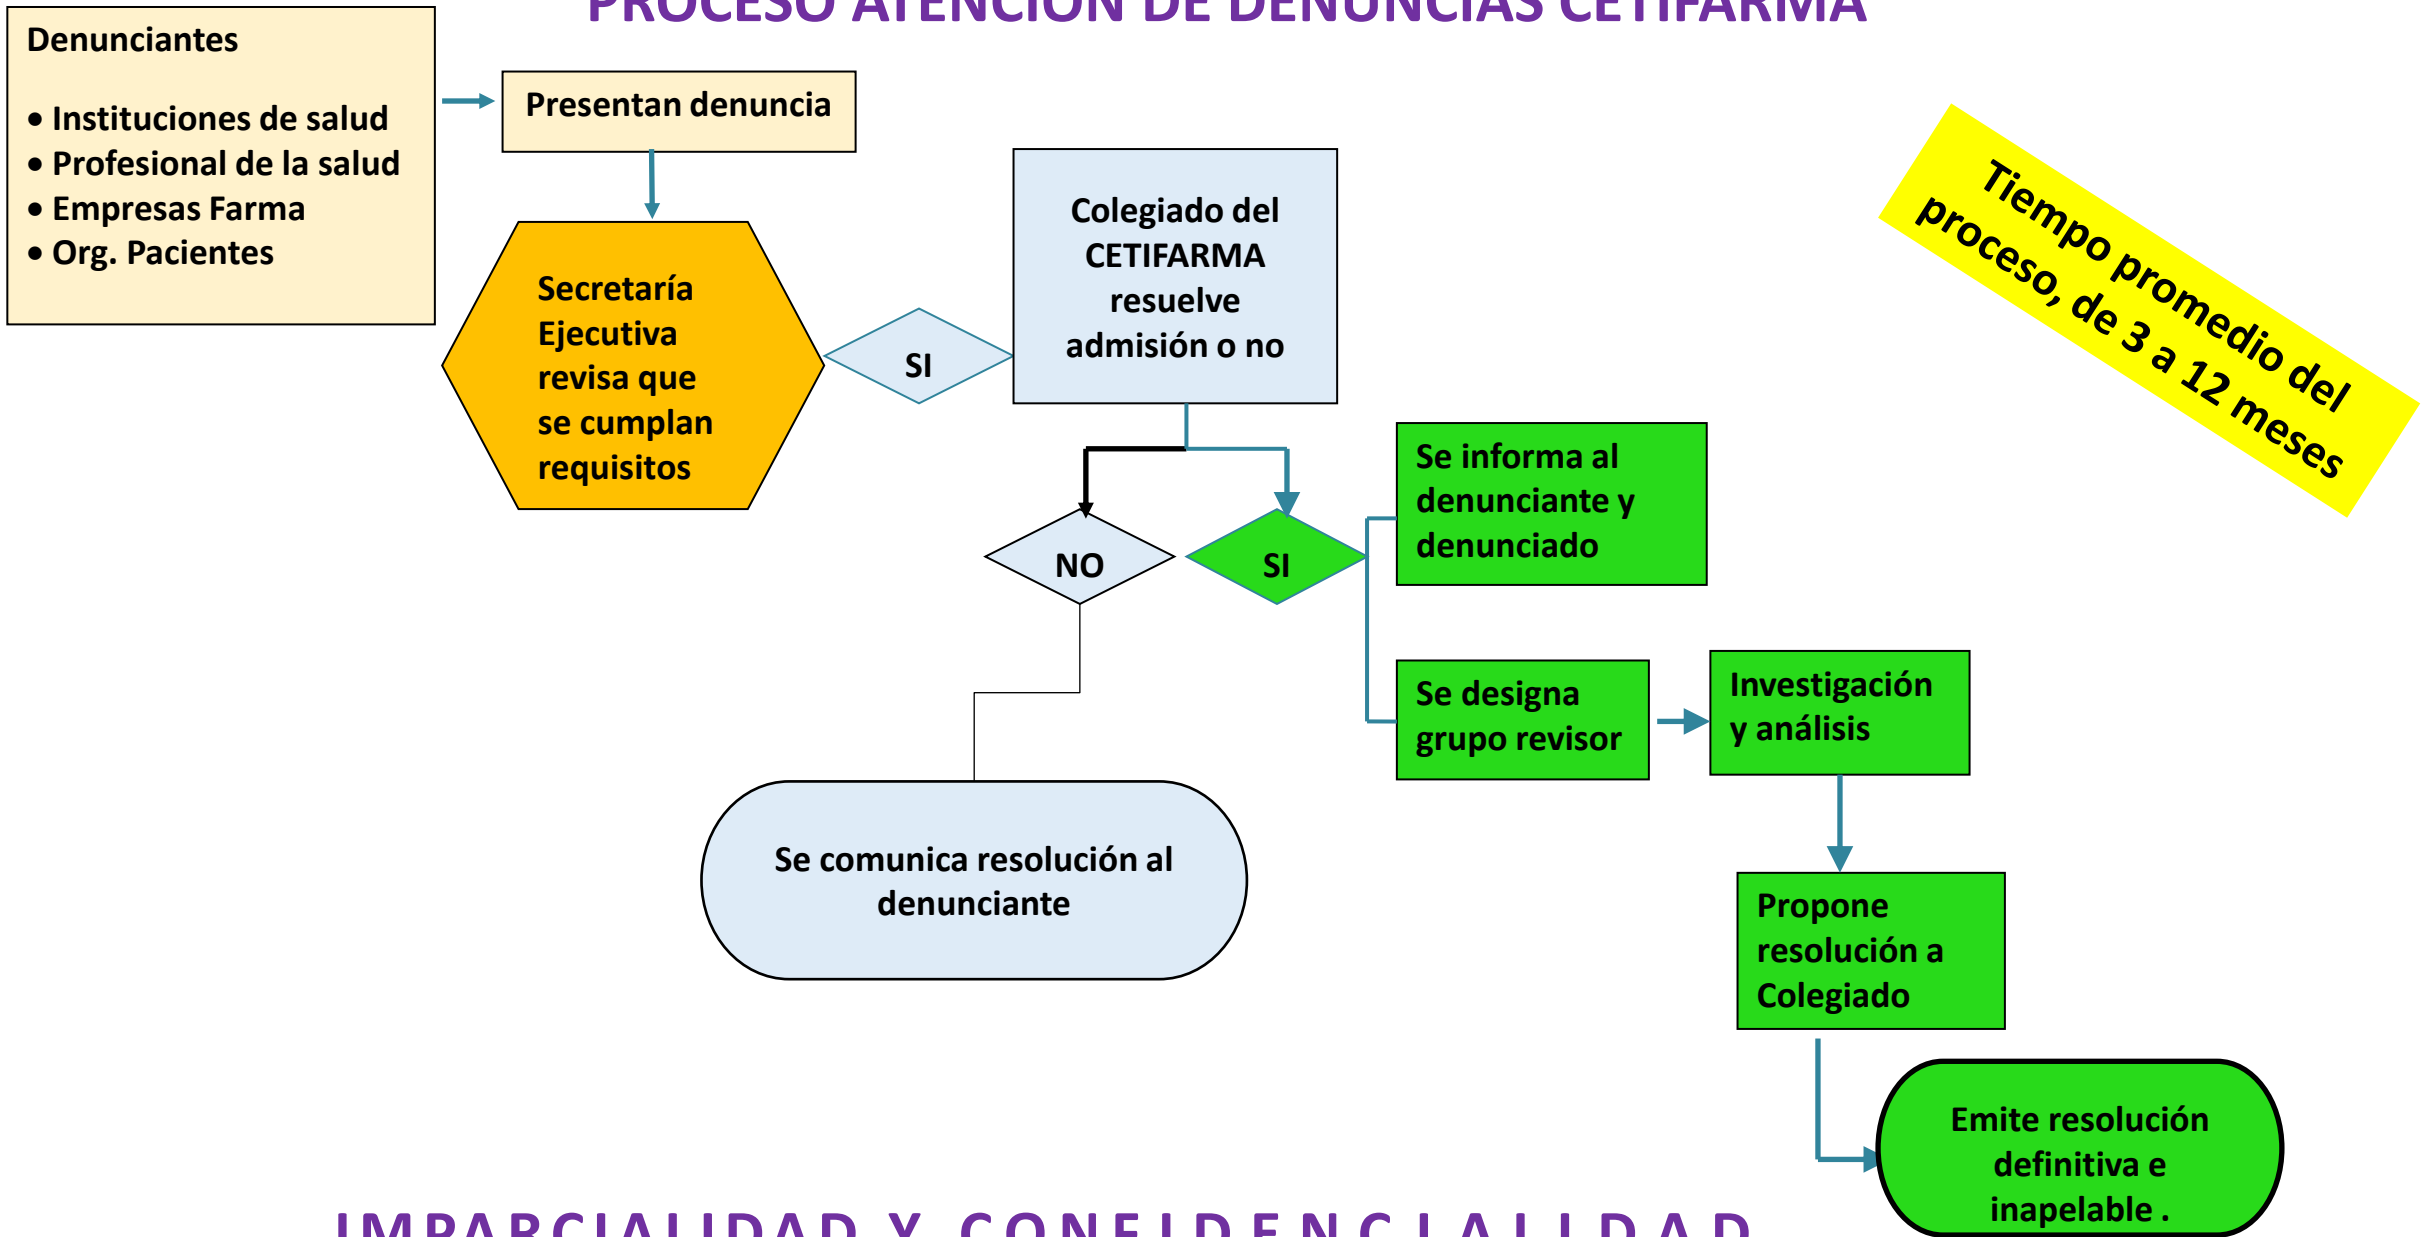 PROCESO ATENCIÓN DE DENUNCIAS CETIFARMA
Denunciantes
• Instituciones de salud
• Profesional de la salud
• Empresas Farma
• Org. Pacientes
Presentan denuncia
Secretaría
Ejecutiva
revisa que
se cumplan
requisitos
SI
Colegiado del
CETIFARMA
resuelve
admisión o no
Tiempo promedio del
proceso, de 3 a 12 meses
NO
SI
Se informa al
denunciante y
denunciado
Se designa
grupo revisor
Investigación
y análisis
Se comunica resolución al
denunciante
Propone
resolución a
Colegiado
Emite resolución
definitiva e
inapelable .
IMPARCIALIDAD Y CONFIDENCIALIDAD